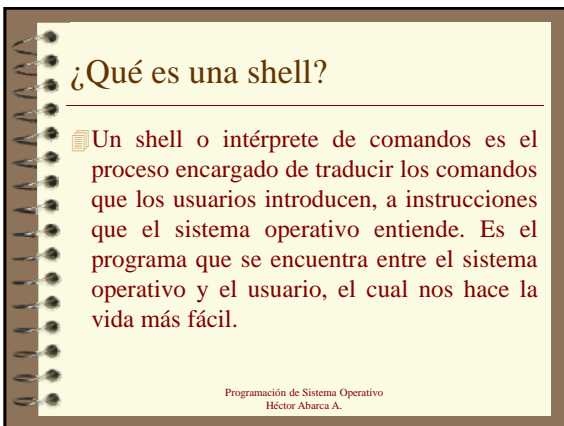 ¿Qué es una shell?
Un shell o intérprete de comandos es el
proceso encargado de traducir los comandos
que los usuarios introducen, a instrucciones
que el sistema operativo entiende. Es el
programa que se encuentra entre el sistema
operativo y el usuario, el cual nos hace la
vida más fácil.
Programación de Sistema Operativo
Héctor Abarca A.